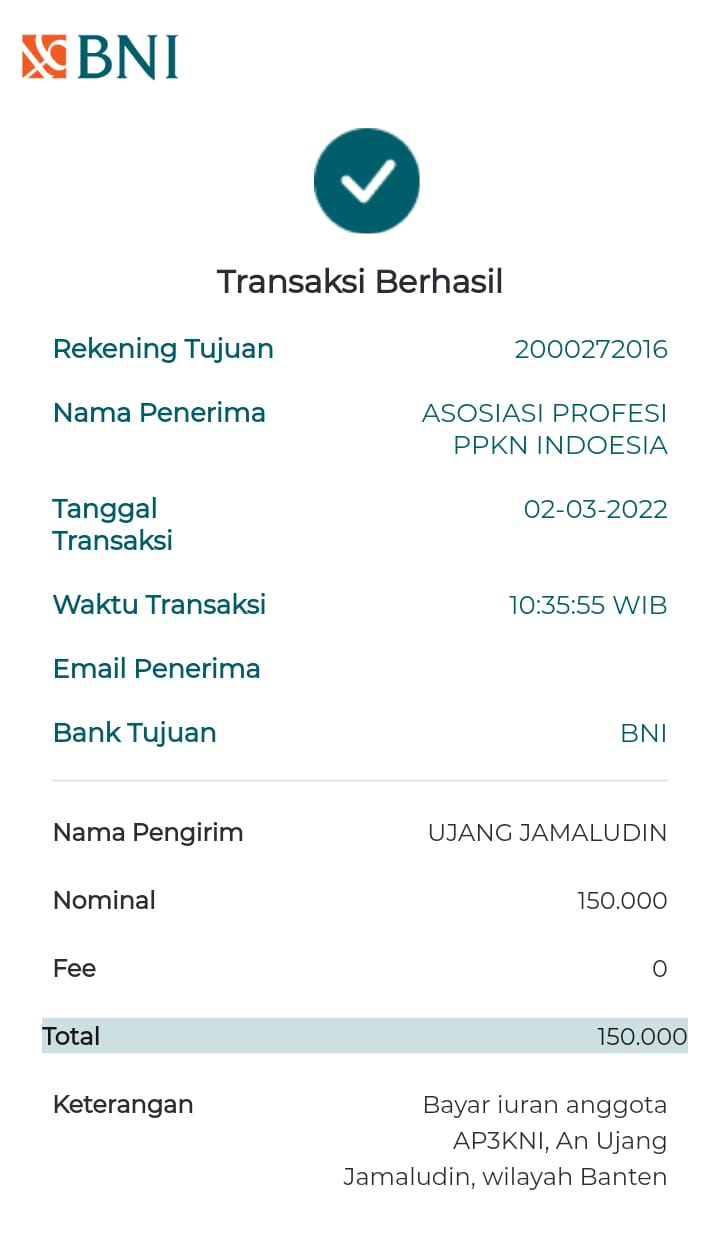 BNI
Transaksi Berhasil
Rekening Tujuan 2000272016
Nama Penerima ASOSIASI PROFESI
PPKN INDOESIA
Tanggal 02-03-2022
Transaksi
Waktu Transaksi 10:35:55 WIB
Email Penerima
Bank Tujuan BNI
Nama Pengirim UJANG JAMALUDIN
Nominal 150.000
Fee 0
Total 150.000
Keterangan Bayar iuran anggota
AP3KNI, An Ujang
Jamaludin, wilayah Banten